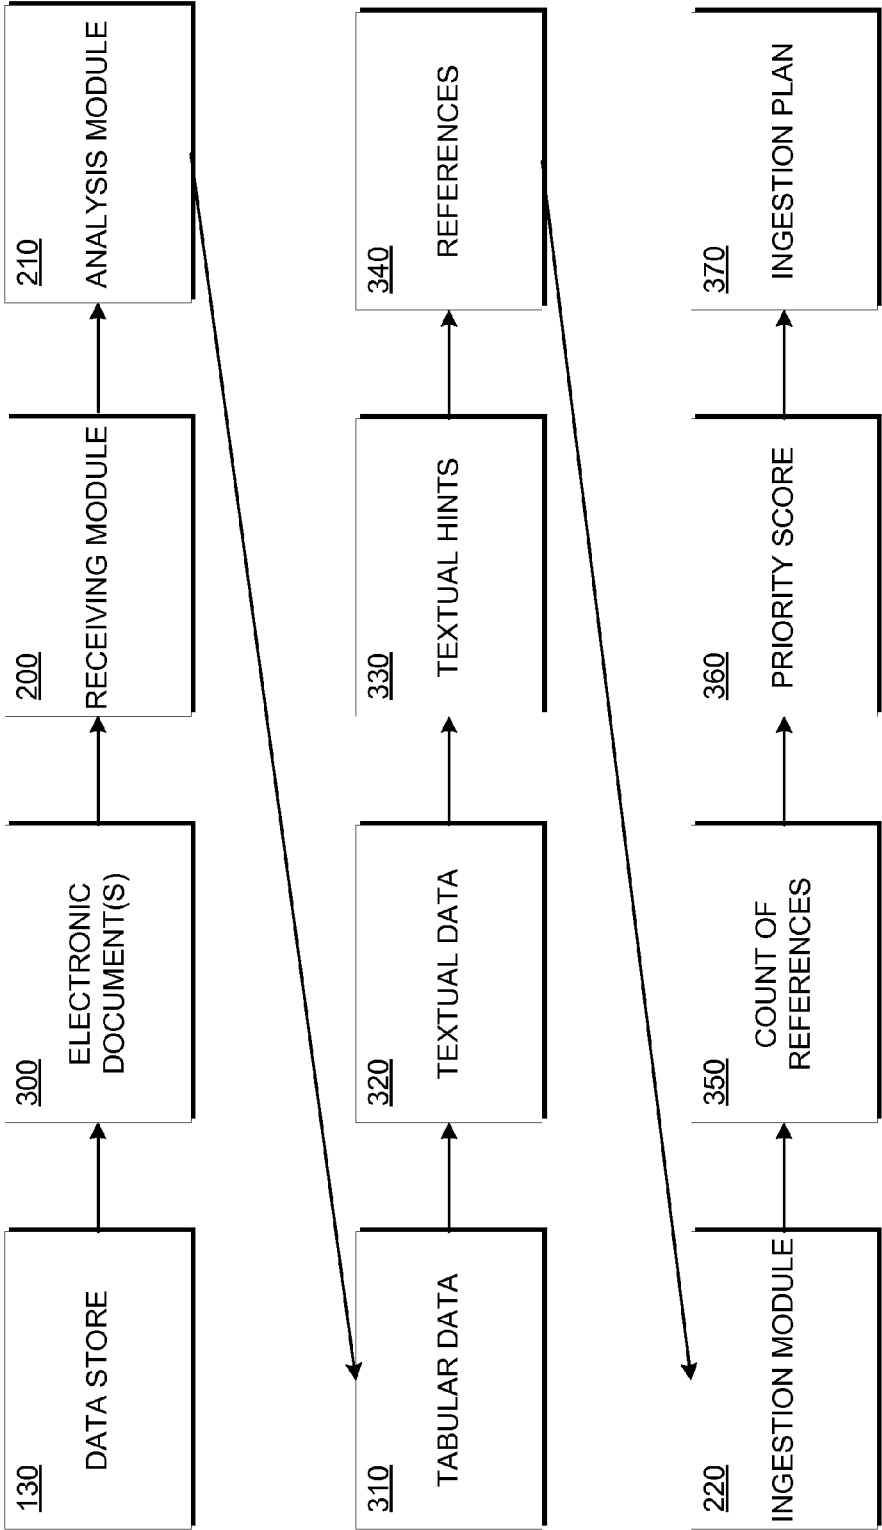 130
DATA STORE
300
ELECTRONIC
DOCUMENT(S)
200
RECEIVING MODULE
210
ANALYSIS MODULE
310
TABULAR DATA
320
TEXTUAL DATA
330
TEXTUAL HINTS
340
REFERENCES
220
INGESTION MODULE
350
COUNT OF
REFERENCES
360
PRIORITY SCORE
370
INGESTION PLAN